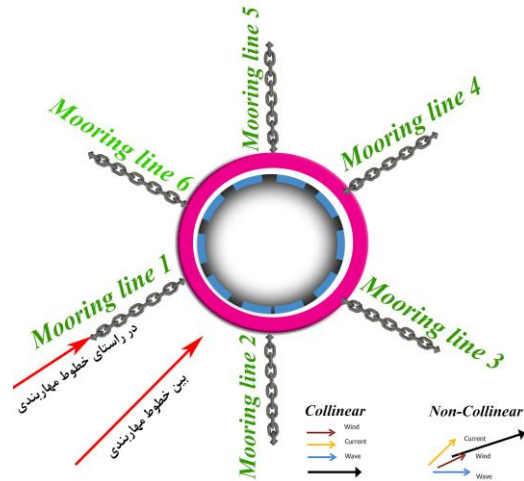 Mooring line 5
Mooring line 4
Mooring line 6
Mooring line 1
Mooring line 3
Mooring line 2
در راستای خطوط مهاربندی
بین خطوط مهاربندی
Collinear
Wind
Current
Wave
Non-Collinear
Current
Wind
Wave